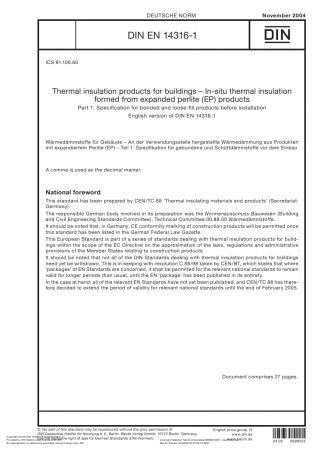 DEUTSCHE NORM
November 2004
DIN EN 14316-1
DIN
ICS 91.100.60
Thermal insulation products for buildings – In-situ thermal insulation
formed from expanded perlite (EP) products
Part 1: Specification for bonded and loose-fill products before installation
English version of DIN EN 14316-1
Wärmedämmstoffe für Gebäude – An der Verwendungsstelle hergestellte Wärmedämmung aus Produkten
mit expandiertem Perlite (EP) – Teil 1: Spezifikation für gebundene und Schüttdämmstoffe vor dem Einbau
A comma is used as the decimal marker.
National foreword
This standard has been prepared by CEN/TC 88 ‘Thermal insulating materials and products’ (Secretariat:
Germany).
The responsible German body involved in its preparation was the Normenausschuss Bauwesen (Building
and Civil Engineering Standards Committee), Technical Committee 00.88.00 Wärmedämmstoffe.
It should be noted that, in Germany, CE conformity marking of construction products will be permitted once
this standard has been listed in the German Federal Law Gazette.
This European Standard is part of a series of standards dealing with thermal insulation products for build-
ings within the scope of the EC Directive on the approximation of the laws, regulations and administrative
provisions of the Member States relating to construction products.
It should be noted that not all of the DIN Standards dealing with thermal insulation products for buildings
need yet be withdrawn. This is in keeping with resolution C 88/98 taken by CEN/BT, which states that where
‘packages’ of EN Standards are concerned, it shall be permitted for the relevant national standards to remain
valid for longer periods than usual, until the EN ‘package’ has been published in its entirety.
In the case at hand, all of the relevant EN Standards have not yet been published, and CEN/TC 88 has there-
fore decided to extend the period of validity for relevant national standards until the end of February 2005.
Document comprises 27 pages.
No part of this standard may be reproduced without the prior permission of
DIN Deutsches Institut für Normung e. V., Berlin. Beuth Verlag GmbH, 10772 Berlin, Germany,
has the right of sale for German Standards (DIN-Normen).
English price group 12
www.din.de